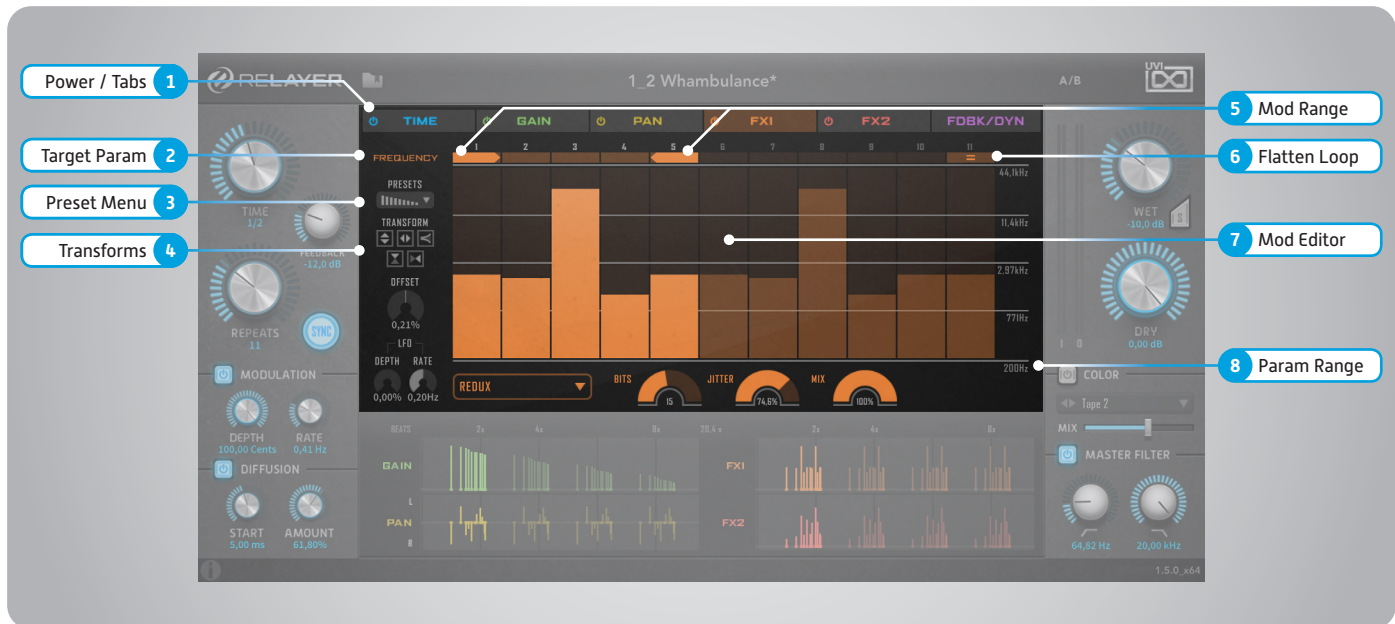 RELAYER
1_2 Whambulance*
A/B
UVI
Power / Tabs 1
Target Param 2
Preset Menu 3
Transforms 4
5 Mod Range
6 Flatten Loop
7 Mod Editor
8 Param Range
TIME
GAIN
PAN
FX1
FX2
FDBK/DYN
FREQUENCY
1 2 3 4 5 6 7 8 9 10 11
=
PRESETS
TRANSFORM
OFFSET
0,21%
LFO
DEPTH RATE
0,00% 0,20Hz
44,1kHz
11,4kHz
2,97kHz
771Hz
200Hz
REDUX
BITS
15
JITTER
74,6%
MIX
100%
TIME
1/2
FEEDBACK
-12,0 dB
REPEATS
11
SYNC
MODULATION
DEPTH
100,00 Cents
RATE
0,41 Hz
DIFFUSION
START
5,00 ms
AMOUNT
61,80%
WET
-10,0 dB
S
DRY
0,00 dB
I O
COLOR
Tape 2
MIX
MASTER FILTER
64,82 Hz
20,00 kHz
BEATS 2x 4x 8x 20.4 s 2x 4x 8x
GAIN
L
PAN
R
FX1
FX2
1.5.0_x64